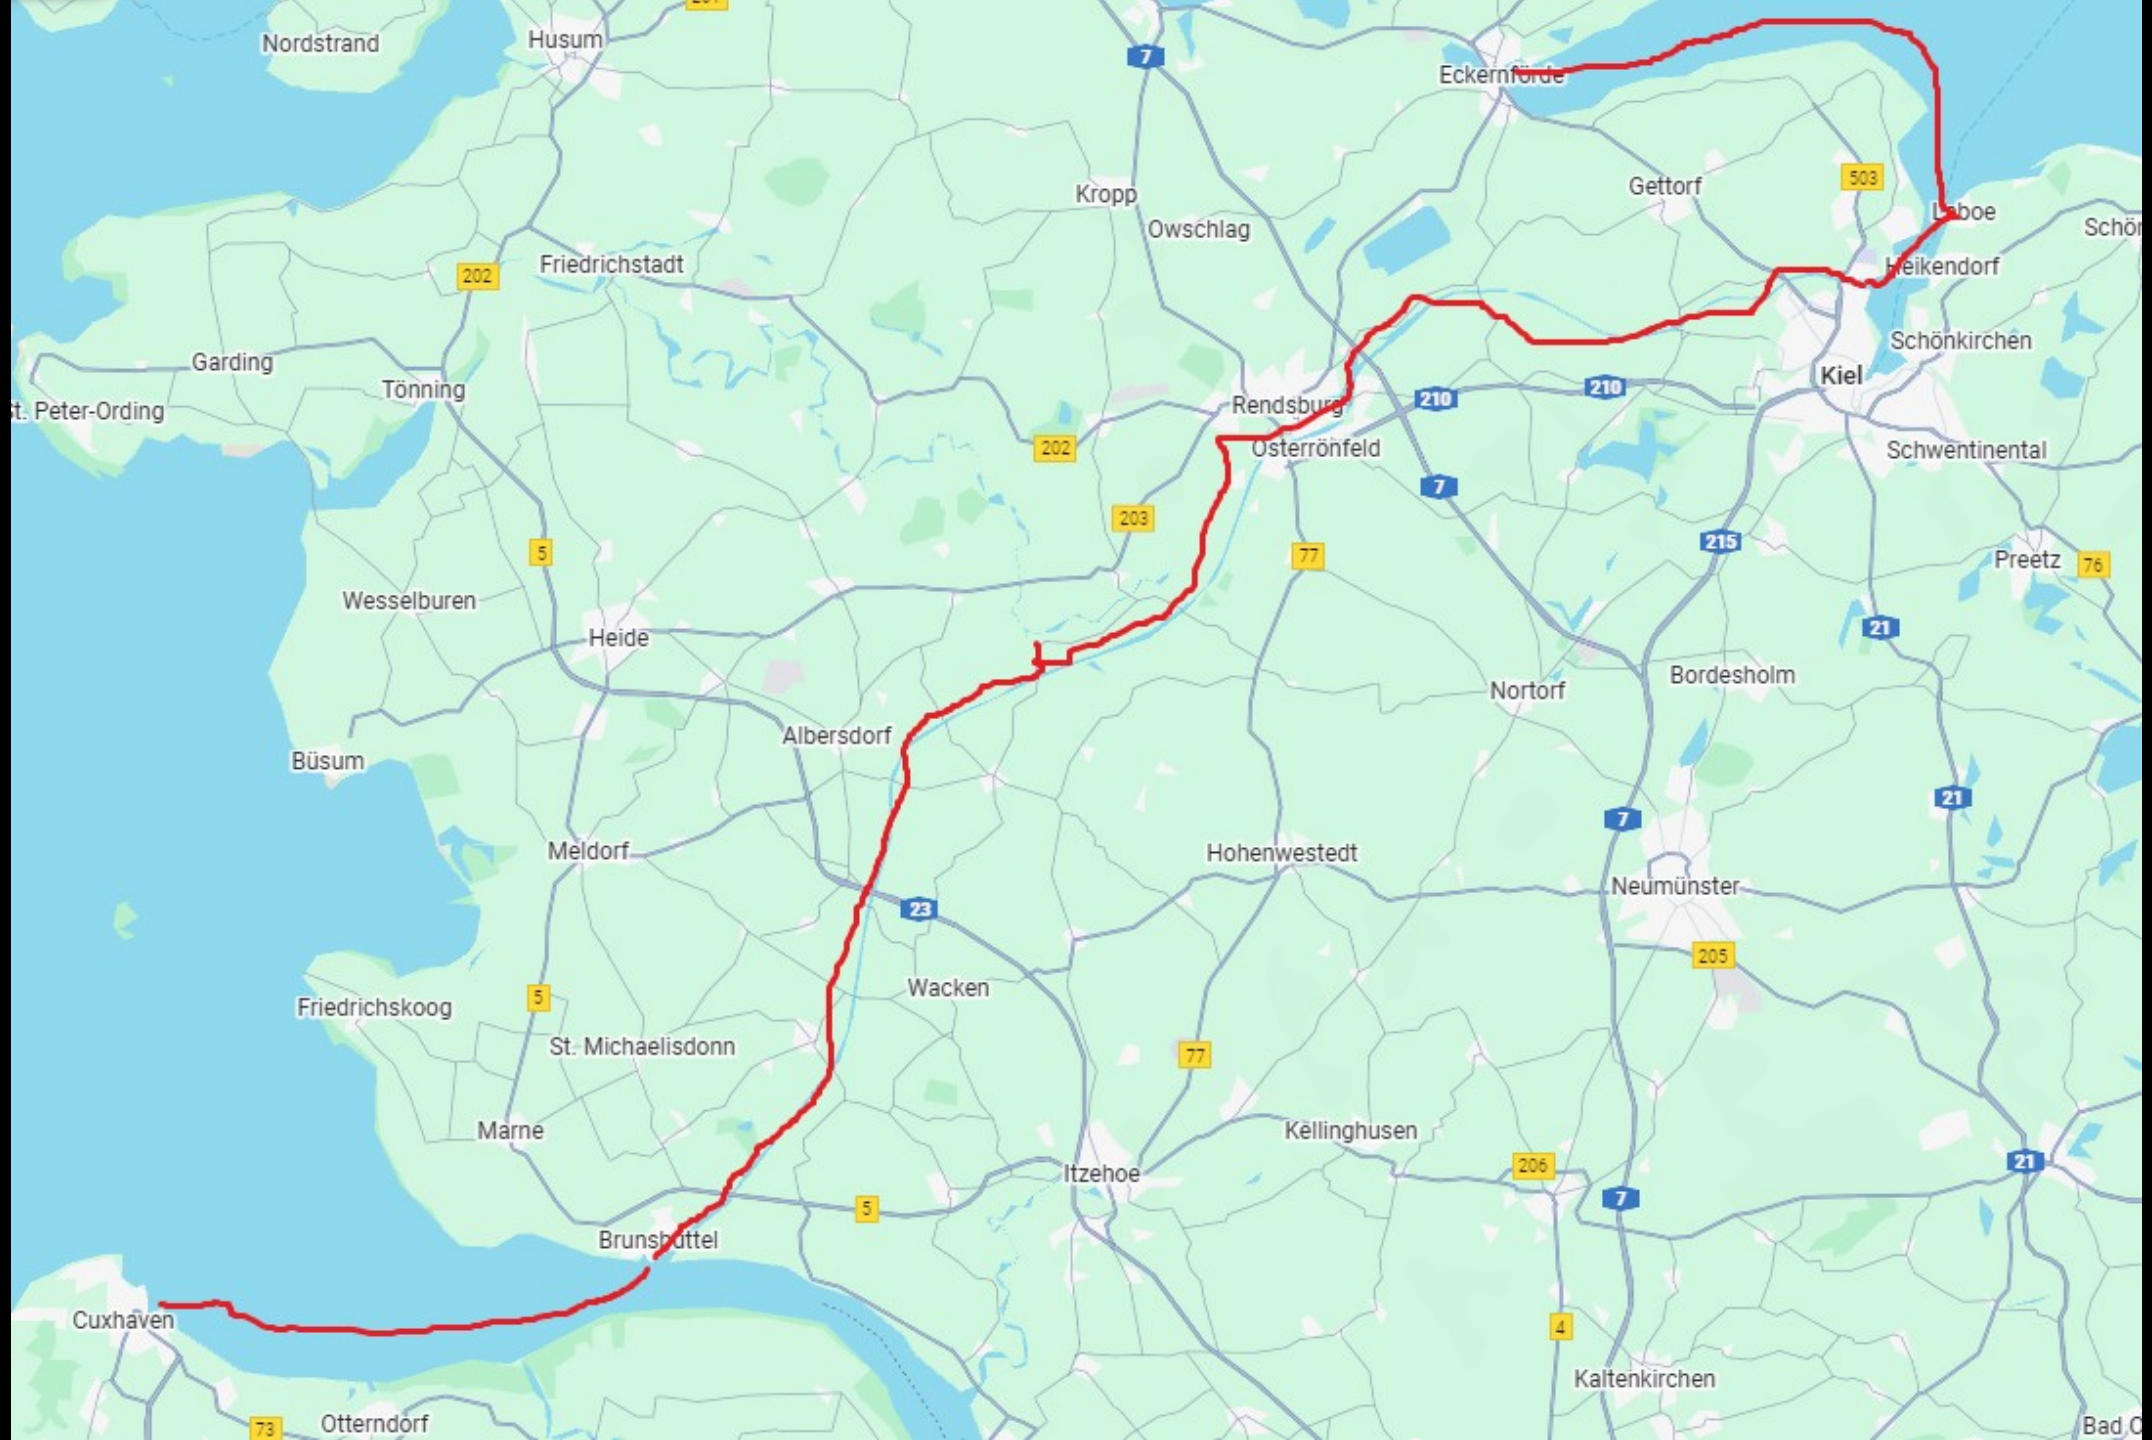 Nordstrand
Husum
7
Eckernförde
Gettorf
503
Kropp
Owschlag
Laboe
Schön
Friedrichstadt
202
Heikendorf
Schönkirchen
Garding
Tönning
Kiel
210
210
St. Peter-Ording
Rendsburg
202
Osterrönfeld
Schwentinental
7
203
215
5
77
Preetz
76
Wesselburen
Heide
21
Bordesholm
Nortorf
Albersdorf
Büsum
21
7
Meldorf
Hohenwestedt
Neumünster
23
205
Wacken
5
Friedrichskoog
St. Michaelisdonn
77
Marne
Kellinghusen
Itzehoe
206
21
7
5
Brunsbüttel
Cuxhaven
4
Kaltenkirchen
Otterndorf
73
Bad O